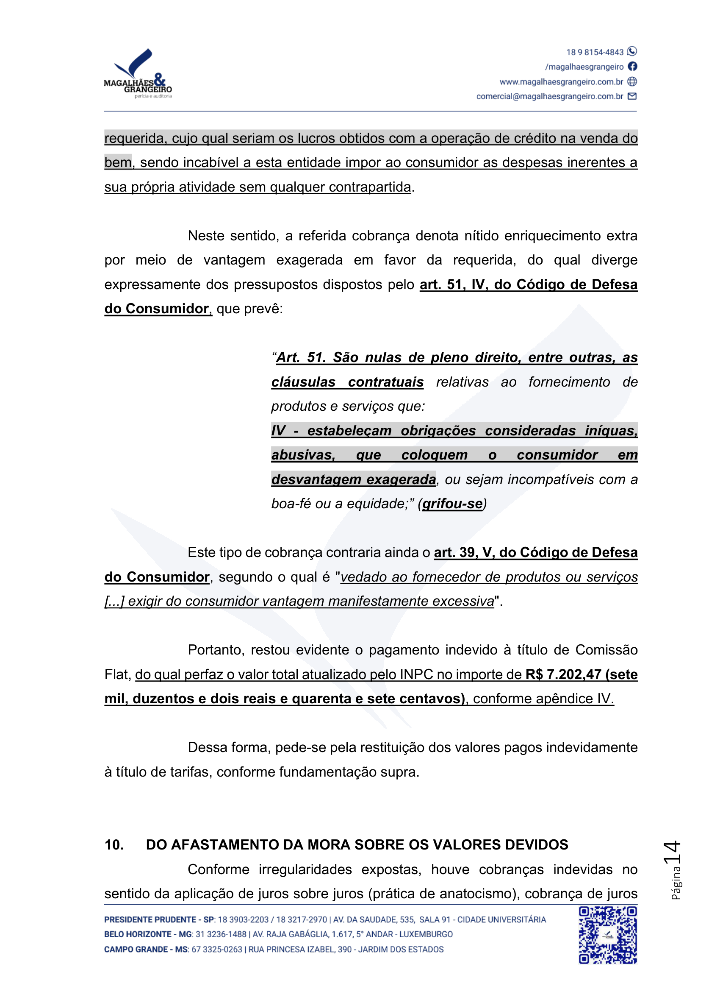 MAGALHÃES&
GRANGEIRO
perícia e auditoria
18 9 8154-4843
/magalhaesgrangeiro
www.magalhaesgrangeiro.com.br
comercial@magalhaesgrangeiro.com.br
requerida, cujo qual seriam os lucros obtidos com a operação de crédito na venda do
bem, sendo incabível a esta entidade impor ao consumidor as despesas inerentes a
sua própria atividade sem qualquer contrapartida.
Neste sentido, a referida cobrança denota nítido enriquecimento extra
por meio de vantagem exagerada em favor da requerida, do qual diverge
expressamente dos pressupostos dispostos pelo art. 51, IV, do Código de Defesa
do Consumidor, que prevê:
“Art. 51. São nulas de pleno direito, entre outras, as
cláusulas contratuais relativas ao fornecimento de
produtos e serviços que:
IV - estabeleçam obrigações consideradas iníquas,
abusivas, que coloquem o consumidor em
desvantagem exagerada, ou sejam incompatíveis com a
boa-fé ou a equidade;” (grifou-se)
Este tipo de cobrança contraria ainda o art. 39, V, do Código de Defesa
do Consumidor, segundo o qual é "vedado ao fornecedor de produtos ou serviços
[...] exigir do consumidor vantagem manifestamente excessiva".
Portanto, restou evidente o pagamento indevido à título de Comissão
Flat, do qual perfaz o valor total atualizado pelo INPC no importe de R$ 7.202,47 (sete
mil, duzentos e dois reais e quarenta e sete centavos), conforme apêndice IV.
Dessa forma, pede-se pela restituição dos valores pagos indevidamente
à título de tarifas, conforme fundamentação supra.
10. DO AFASTAMENTO DA MORA SOBRE OS VALORES DEVIDOS
Conforme irregularidades expostas, houve cobranças indevidas no
sentido da aplicação de juros sobre juros (prática de anatocismo), cobrança de juros
Página 14
PRESIDENTE PRUDENTE - SP: 18 3903-2203 / 18 3217-2970 | AV. DA SAUDADE, 535, SALA 91 - CIDADE UNIVERSITÁRIA
BELO HORIZONTE - MG: 31 3236-1488 | AV. RAJA GABÁGLIA, 1.617, 5° ANDAR - LUXEMBURGO
CAMPO GRANDE - MS: 67 3325-0263 | RUA PRINCESA IZABEL, 390 - JARDIM DOS ESTADOS